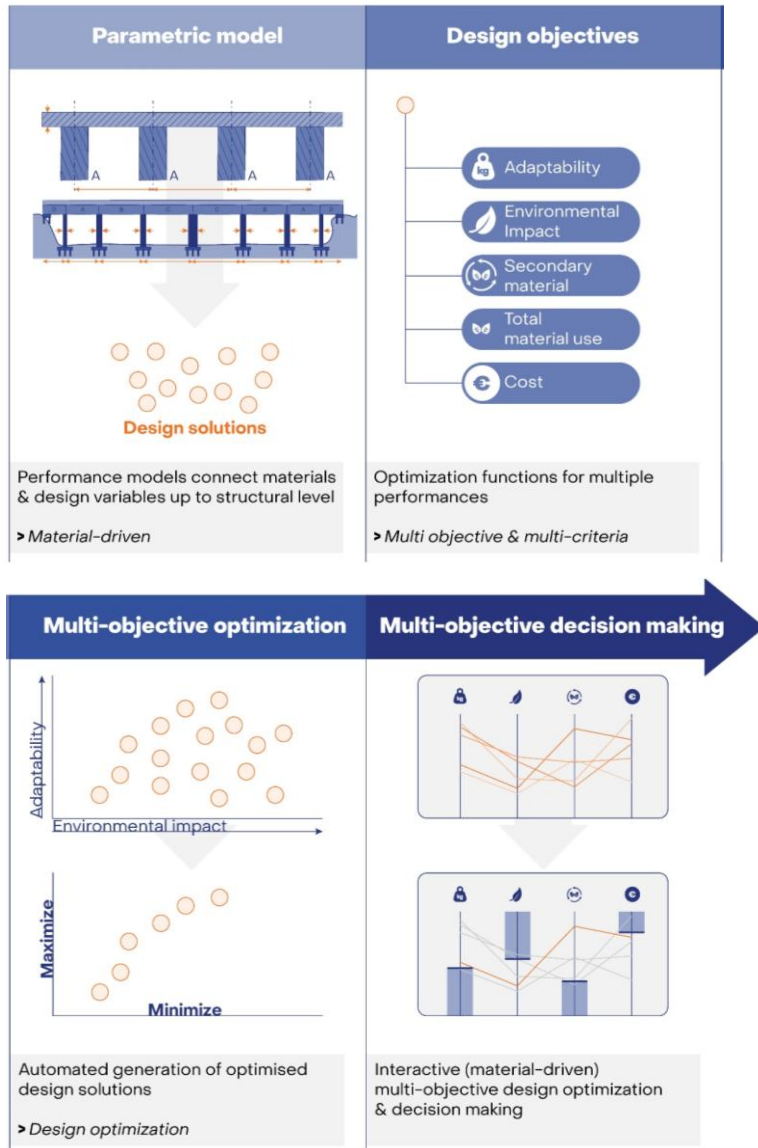 Parametric model
A A A A
Design solutions
Performance models connect materials
& design variables up to structural level
> Material-driven
Design objectives
kg
Adaptability
Environmental
Impact
Secondary
material
Total
material use
€
Cost
Optimization functions for multiple
performances
> Multi objective & multi-criteria
Multi-objective optimization
Adaptability
Environmental impact
Maximize
Minimize
Automated generation of optimised
design solutions
> Design optimization
Multi-objective decision making
kg €
kg €
Interactive (material-driven)
multi-objective design optimization
& decision making